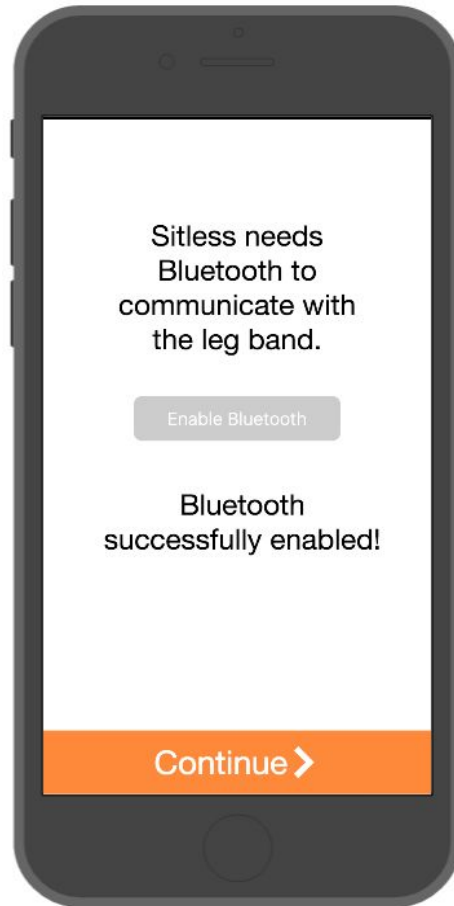 Sitless needs
Bluetooth to
communicate with
the leg band.
Enable Bluetooth
Bluetooth
successfully enabled!
Continue